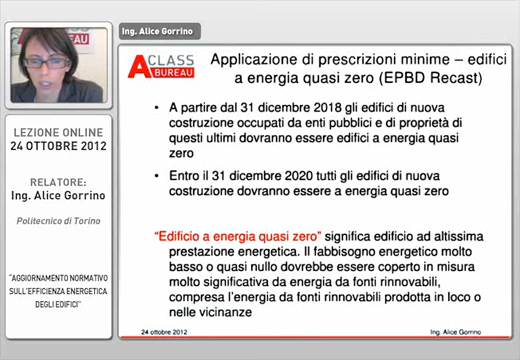 Ing. Alice Gorrino
LEZIONE ONLINE
24 OTTOBRE 2012
RELATORE:
Ing. Alice Gorrino
Politecnico di Torino
"AGGIORNAMENTO NORMATIVO
SULL'EFFICIENZA ENERGETICA
DEGLI EDIFICI"
A CLASS
BUREAU
Applicazione di prescrizioni minime – edifici
a energia quasi zero (EPBD Recast)
• A partire dal 31 dicembre 2018 gli edifici di nuova
costruzione occupati da enti pubblici e di proprietà di
questi ultimi dovranno essere edifici a energia quasi
zero
• Entro il 31 dicembre 2020 tutti gli edifici di nuova
costruzione dovranno essere a energia quasi zero
"Edificio a energia quasi zero" significa edificio ad altissima
prestazione energetica. Il fabbisogno energetico molto
basso o quasi nullo dovrebbe essere coperto in misura
molto significativa da energia da fonti rinnovabili,
compresa l'energia da fonti rinnovabili prodotta in loco o
nelle vicinanze
24 ottobre 2012
Ing. Alice Gorrino